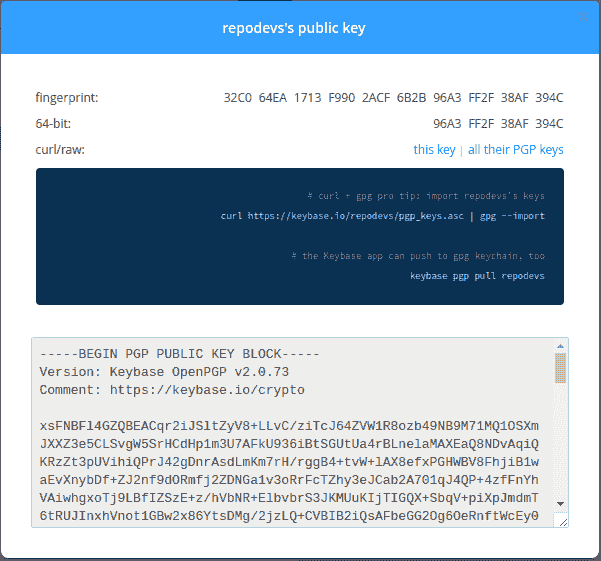 repodevs's public key
fingerprint: 32C0 64EA 1713 F990 2ACF 6B2B 96A3 FF2F 38AF 394C
64-bit: 96A3 FF2F 38AF 394C
curl/raw: this key | all their PGP keys
# curl + gpg pro tip: import repodevs's keys
curl https://keybase.io/repodevs/pgp_keys.asc | gpg --import
# the Keybase app can push to gpg keychain, too
keybase pgp pull repodevs
-----BEGIN PGP PUBLIC KEY BLOCK-----
Version: Keybase OpenPGP v2.0.73
Comment: https://keybase.io/crypto
xsFNBFl4GZQBEACqr2iJSltZyV8+LLvC/ziTcJ64ZVW1R8ozb49NB9M71MQ1OSXm
JXXZ3e5CLSvgW5SrHCdHp1m3U7AFkU936iBtSGUtUa4rBLnelaMAXEaQ8NDvAqiQ
KRzZt3pUVihiQPrJ42gDnrAsdLmKm7rH/rggB4+tvW+lAX8efxPGHWBV8FhjiB1w
aEvXnybDf+ZJ2nf9dORmfj2ZDNGa1v3oRrFcTZhy3eJCab2A701qJ4QP+4zfFnYh
VAiwhgxoTj9LBfIZSzE+z/hVbNR+ElbvbrS3JKMUuKIjTIGQX+SbqV+piXpJmdmT
6tRUJInxhVnot1GBw2x86YtsDMg/2jzLQ+CVBIB2iQsAFbeGG2Og6OeRnftWcEy0